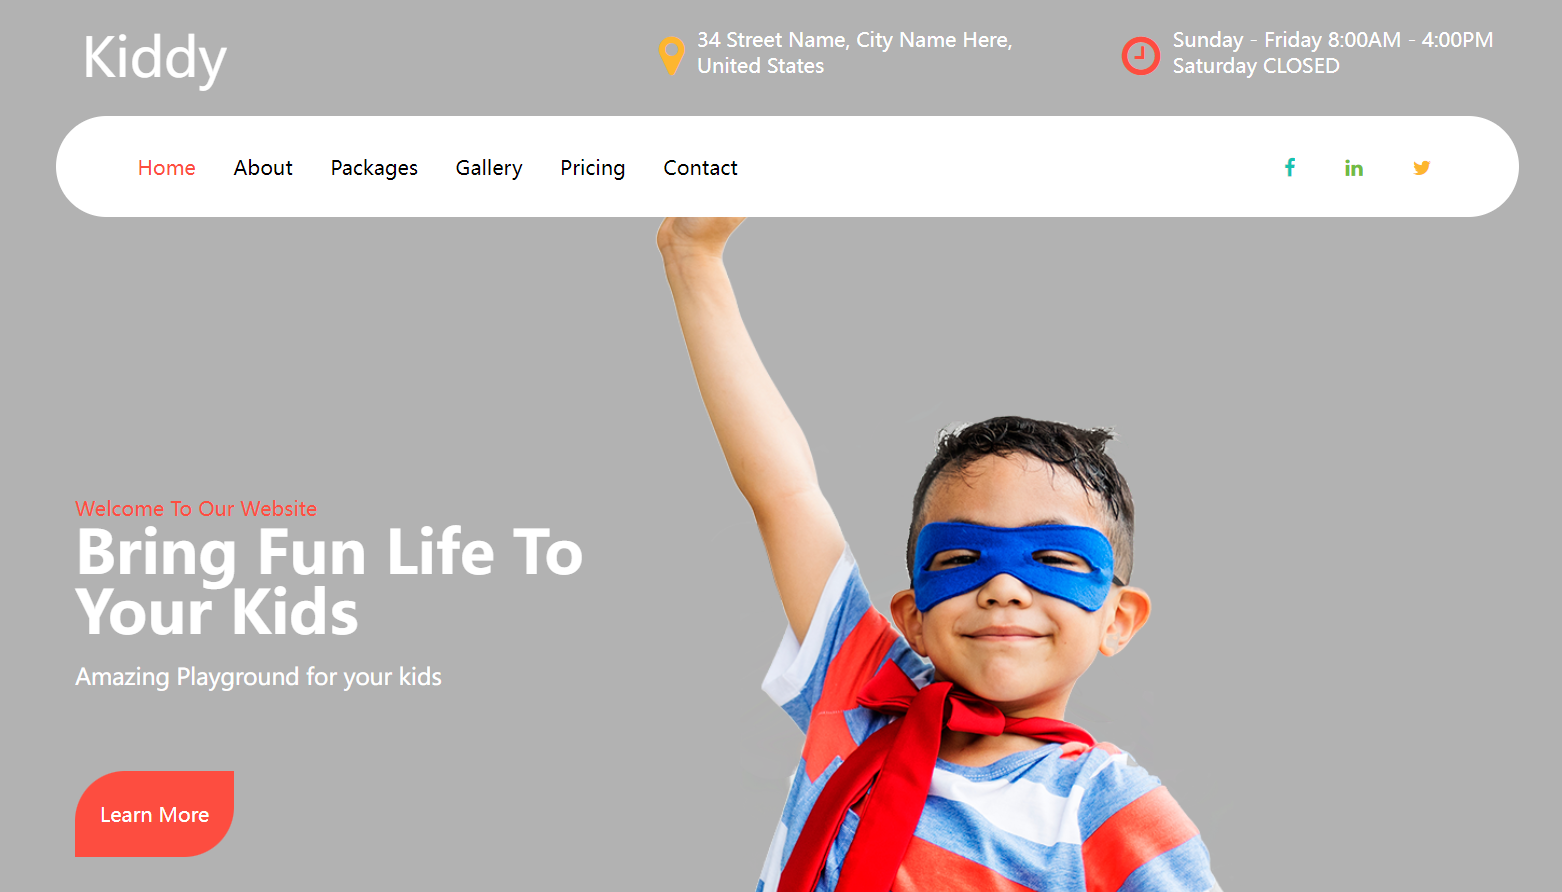 Kiddy
34 Street Name, City Name Here,
United States
Sunday - Friday 8:00AM - 4:00PM
Saturday CLOSED
Home About Packages Gallery Pricing Contact
Welcome To Our Website
Bring Fun Life To
Your Kids
Amazing Playground for your kids
Learn More